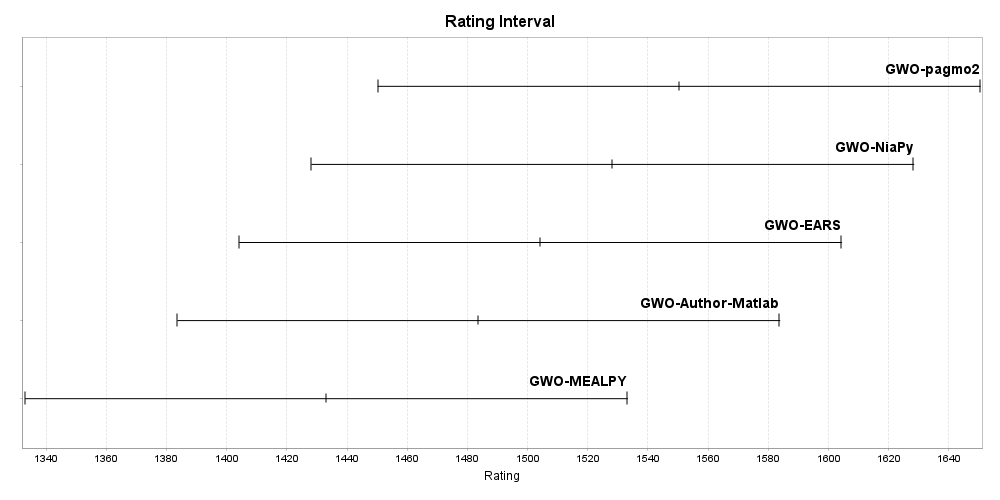 Rating Interval
GWO-pagmo2
GWO-NiaPy
GWO-EARS
GWO-Author-Matlab
GWO-MEALPY
1340 1360 1380 1400 1420 1440 1460 1480 1500 1520 1540 1560 1580 1600 1620 1640
Rating